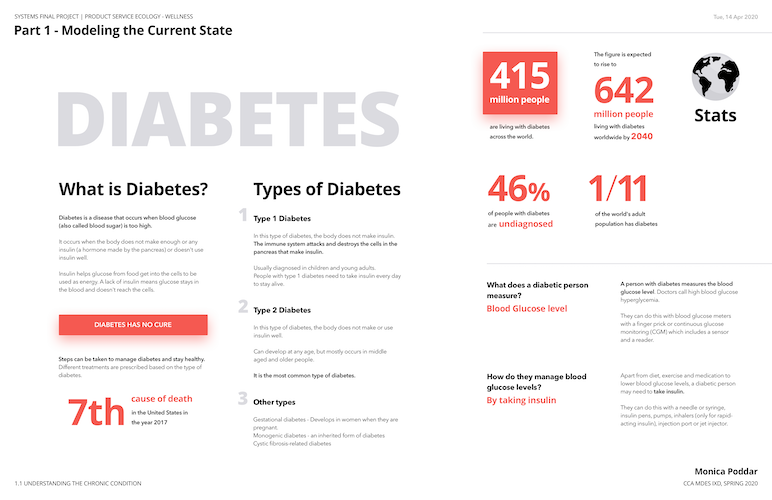 SYSTEMS FINAL PROJECT | PRODUCT SERVICE ECOLOGY - WELLNESS
Part 1 - Modeling the Current State
Tue, 14 Apr 2020
DIABETES
What is Diabetes?
Diabetes is a disease that occurs when blood glucose
(also called blood sugar) is too high.
It occurs when the body does not make enough or any
insulin (a hormone made by the pancreas) or doesn't use
insulin well.
Insulin helps glucose from food get into the cells to be
used as energy. A lack of insulin means glucose stays in
the blood and doesn't reach the cells.
DIABETES HAS NO CURE
Steps can be taken to manage diabetes and stay healthy.
Different treatments are prescribed based on the type of
diabetes.
7th
cause of death
in the United States in
the year 2017
Types of Diabetes
1
Type 1 Diabetes
In this type of diabetes, the body does not make insulin.
The immune system attacks and destroys the cells in the
pancreas that make insulin.
Usually diagnosed in children and young adults.
People with type 1 diabetes need to take insulin every day
to stay alive.
2
Type 2 Diabetes
In this type of diabetes, the body does not make or use
insulin well.
Can develop at any age, but mostly occurs in middle
aged and older people
It is the most common type of diabetes.
3
Other types
Gestational diabetes - Develops in women when they are
pregnant.
Monogenic diabetes - an inherited form of diabetes
Cystic fibrosis-related diabetes
415
million people
are living with diabetes
across the world.
The figure is expected
to rise to
642
million people
living with diabetes
worldwide by 2040
Stats
46%
of people with diabetes
are undiagnosed
1/11
of the world's adult
population has diabetes
What does a diabetic person
measure?
Blood Glucose level
A person with diabetes measures the blood
glucose level. Doctors call high blood glucose
hyperglycemia.
They can do this with blood glucose meters
with a finger prick or continuous glucose
monitoring (CGM) which includes a sensor
and a reader.
How do they manage blood
glucose levels?
By taking insulin
Apart from diet, exercise and medication to
lower blood glucose levels, a diabetic person
may need to take insulin.
They can do this with a needle or syringe,
insulin pens, pumps, inhalers (only for rapid-
acting insulin), injection port or jet injector.
Monica Poddar
1.1 UNDERSTANDING THE CHRONIC CONDITION
CCA MDES IXD, SPRING 2020